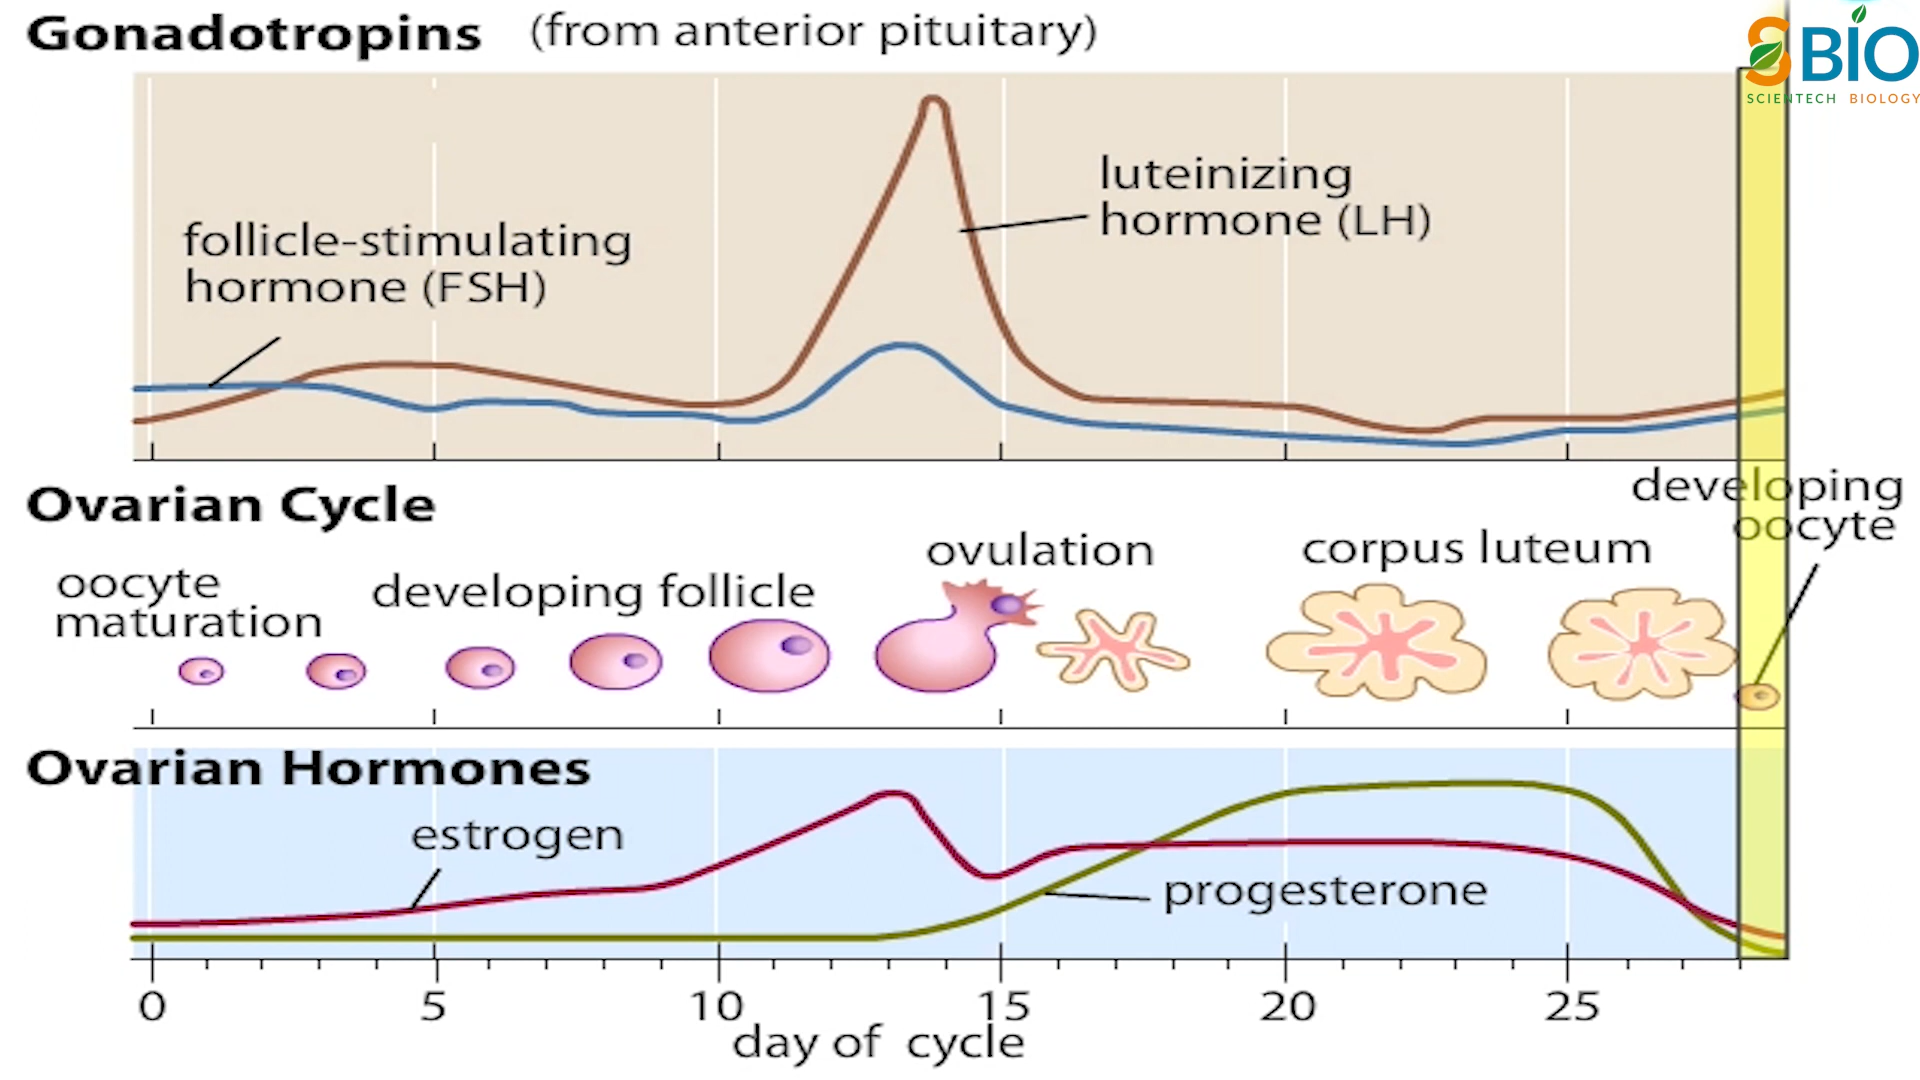 Gonadotropins (from anterior pituitary)
SBIO
SCIENTECH BIOLOGY
luteinizing
hormone (LH)
follicle-stimulating
hormone (FSH)
Ovarian Cycle
developing
oocyte
ovulation
corpus luteum
oocyte
maturation
developing follicle
Ovarian Hormones
estrogen
progesterone
0 5 10 15 20 25
day of cycle